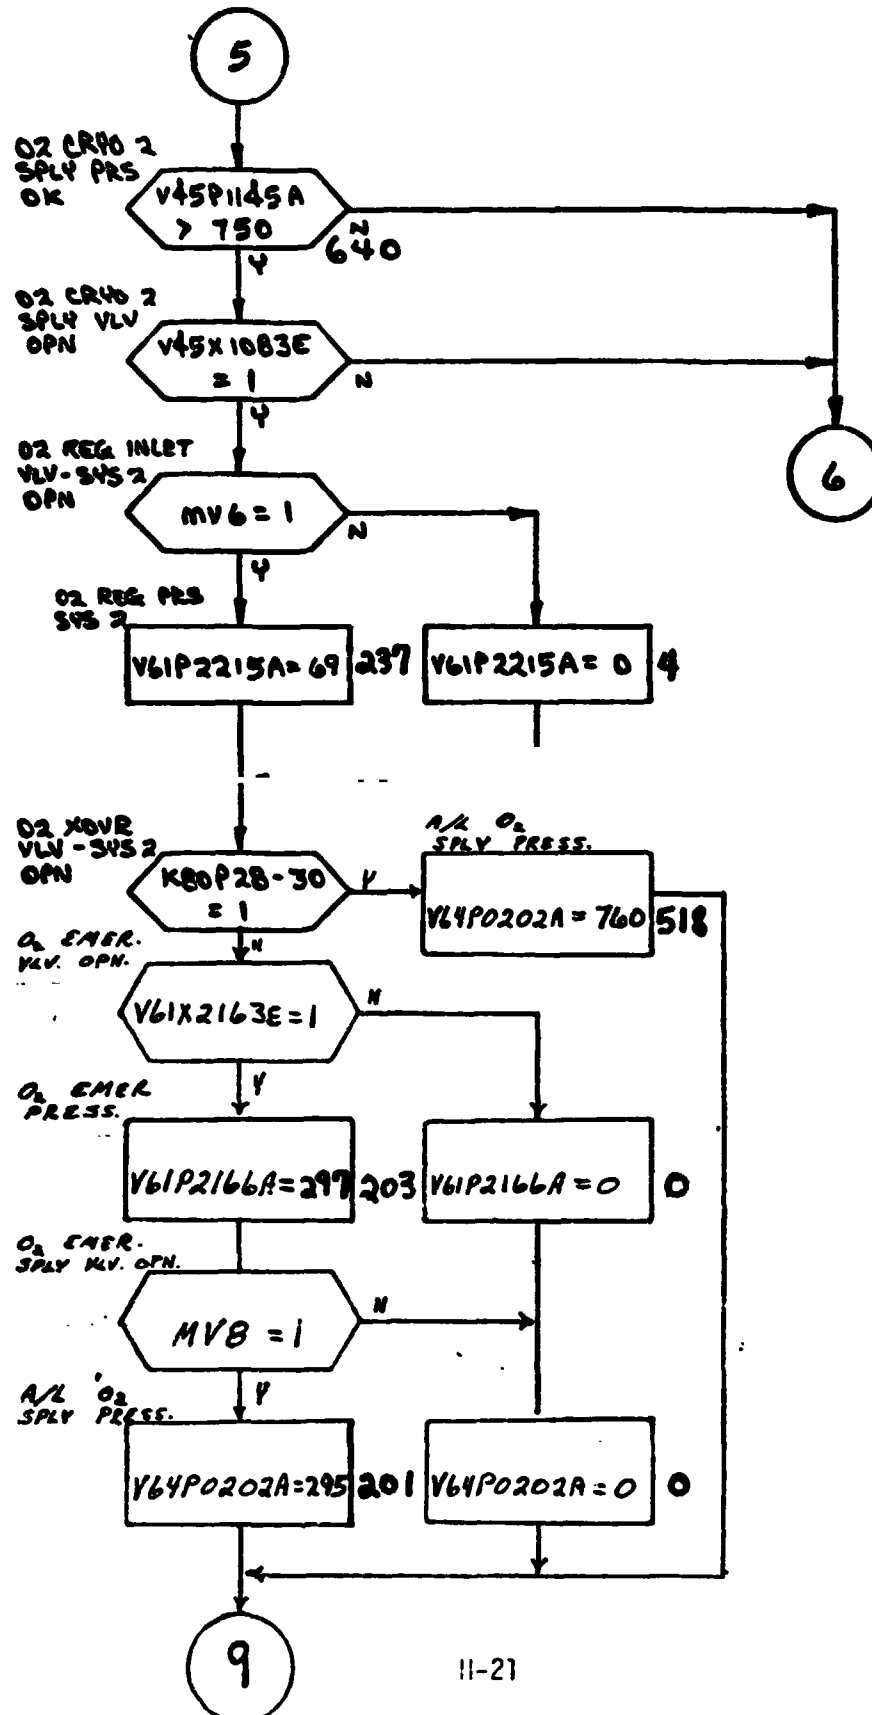 5
O2 CRYO 2
SPLY PRS
OK
V45P1145A
> 750
N
640
Y
O2 CRYO 2
SPLY VLV
OPN
V45X1083E
= 1
N
Y
6
O2 REG INLET
VLV-SYS 2
OPN
MV6 = 1
N
Y
O2 REG PRS
SYS 2
V61P2215A = 69 237
V61P2215A = 0 4
O2 XOVR
VLV - SYS 2
OPN
K80P2B-30
= 1
Y
N
A/L O2
SPLY PRESS.
V64P0202A = 760 518
O2 EMER.
VLV. OPN.
V61X2163E = 1
N
Y
O2 EMER
PRESS.
V61P2166A = 297 203
V61P2166A = 0 0
O2 EMER.
SPLY VLV. OPN.
MV8 = 1
N
Y
A/L O2
SPLY PRESS.
V64P0202A = 295 201
V64P0202A = 0 0
9
11-21